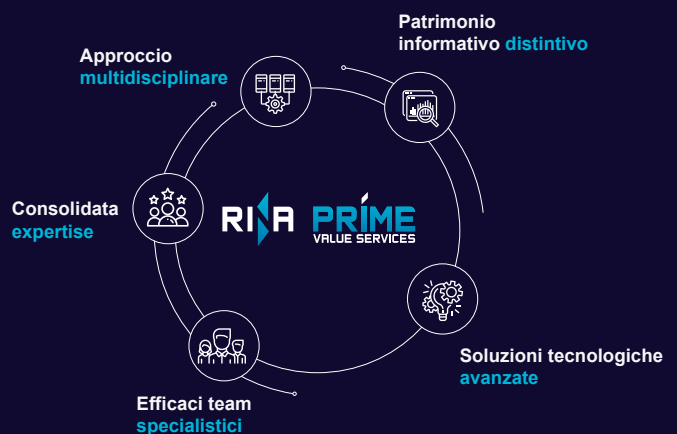 Patrimonio
informativo distintivo
Approccio
multidisciplinare
Consolidata
expertise
RINA PRIME
VALUE SERVICES
Soluzioni tecnologiche
avanzate
Efficaci team
specialistici